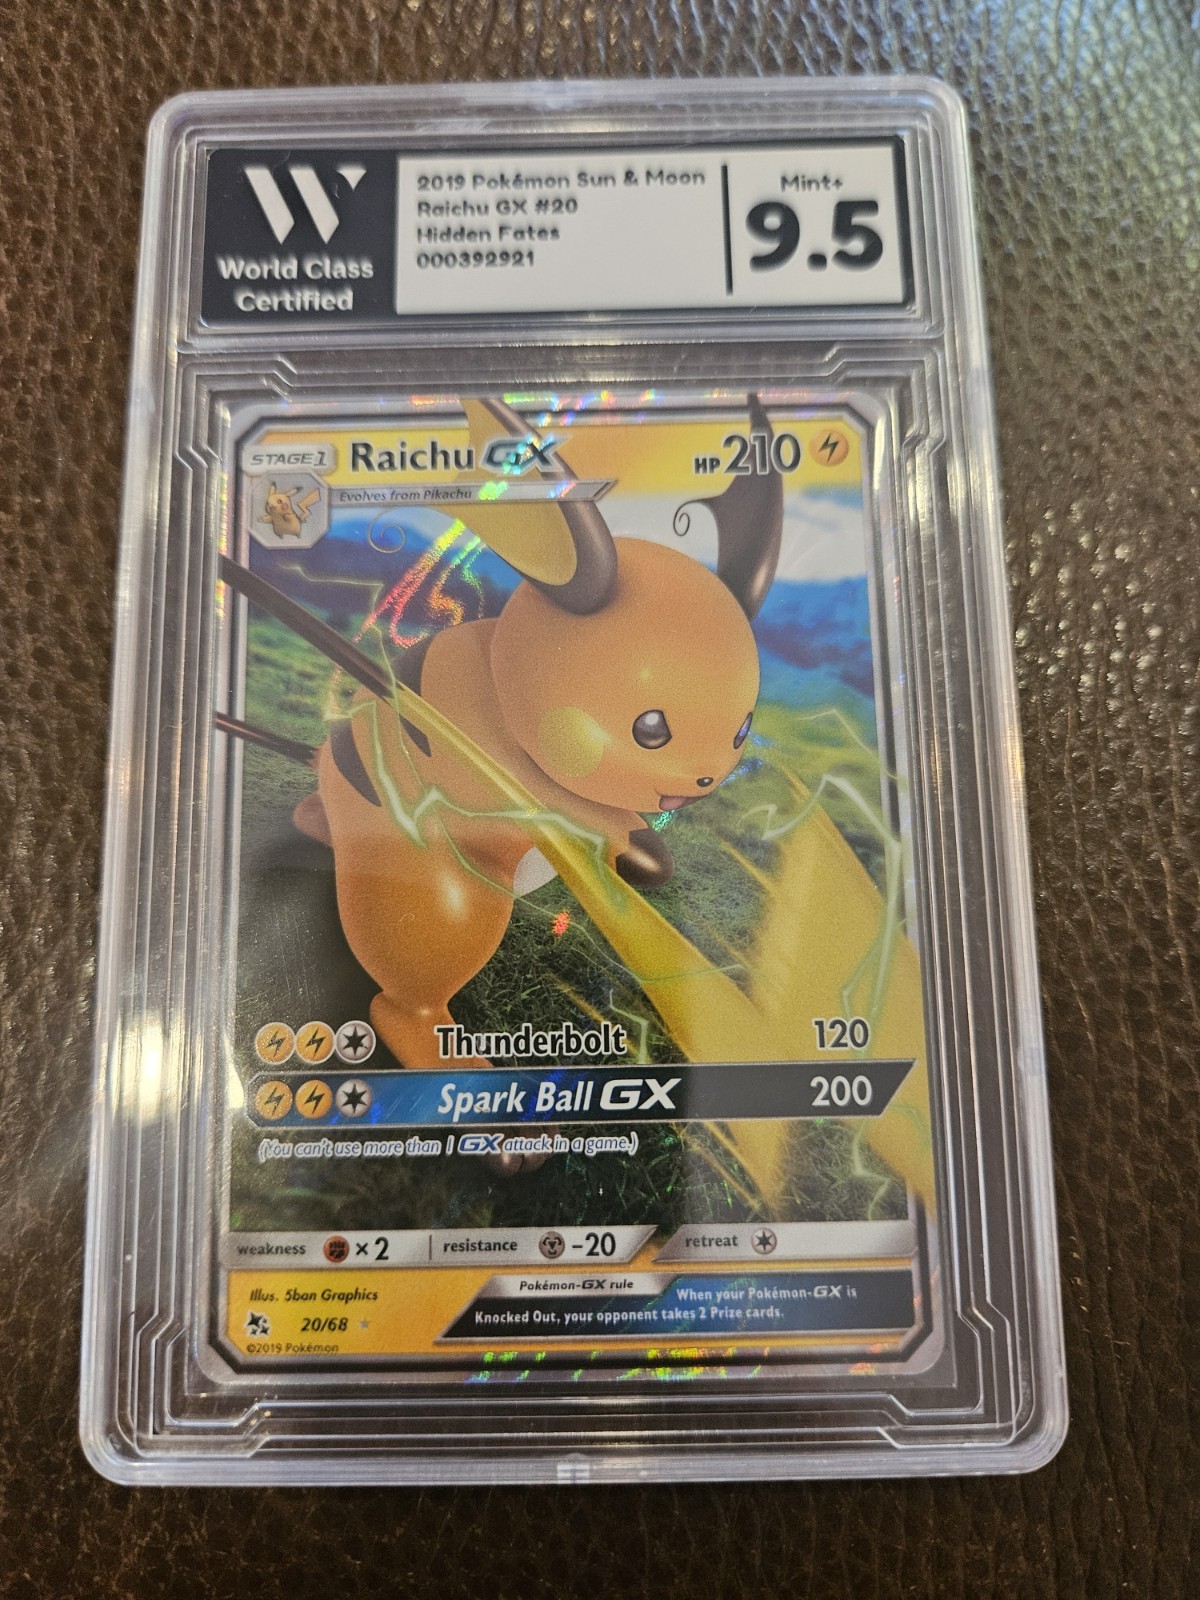 World Class
Certified
2019 Pokémon Sun & Moon
Raichu GX #20
Hidden Fates
000392921
Mint+
9.5
STAGE 1
Raichu GX
HP 210
Evolves from Pikachu
Thunderbolt 120
Spark Ball GX 200
(You can't use more than 1 GX attack in a game.)
weakness ×2
resistance -20
retreat
Illus. 5ban Graphics
20/68
©2019 Pokémon
Pokémon-GX rule
When your Pokémon-GX is
Knocked Out, your opponent takes 2 Prize cards.